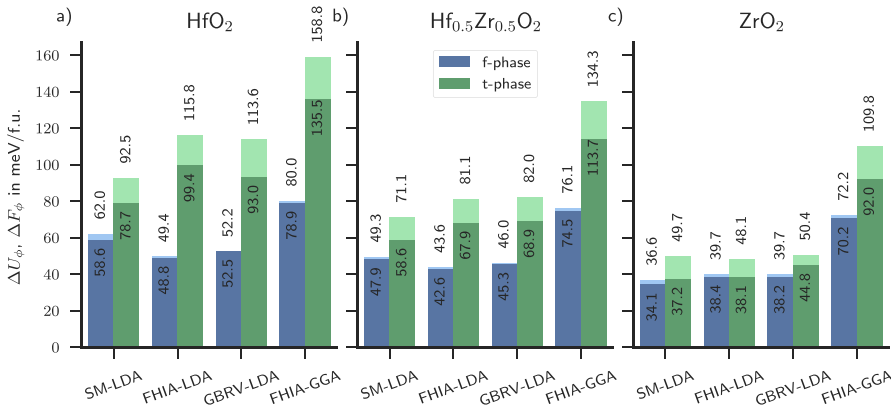 a)
HfO₂
b)
Hf₀.₅Zr₀.₅O₂
c)
ZrO₂
ΔU_ϕ, ΔF_ϕ in meV/f.u.
160
140
120
100
80
60
40
20
0
f-phase
t-phase
62.0
92.5
49.4
115.8
52.2
113.6
80.0
158.8
58.6
78.7
48.8
99.4
52.5
93.0
78.9
135.5
49.3
71.1
43.6
81.1
46.0
82.0
76.1
134.3
47.9
58.6
42.6
67.9
45.3
68.9
74.5
113.7
36.6
49.7
39.7
48.1
39.7
50.4
72.2
109.8
34.1
37.2
38.4
38.1
38.2
44.8
70.2
92.0
SM-LDA
FHIA-LDA
GBRV-LDA
FHIA-GGA
SM-LDA
FHIA-LDA
GBRV-LDA
FHIA-GGA
SM-LDA
FHIA-LDA
GBRV-LDA
FHIA-GGA